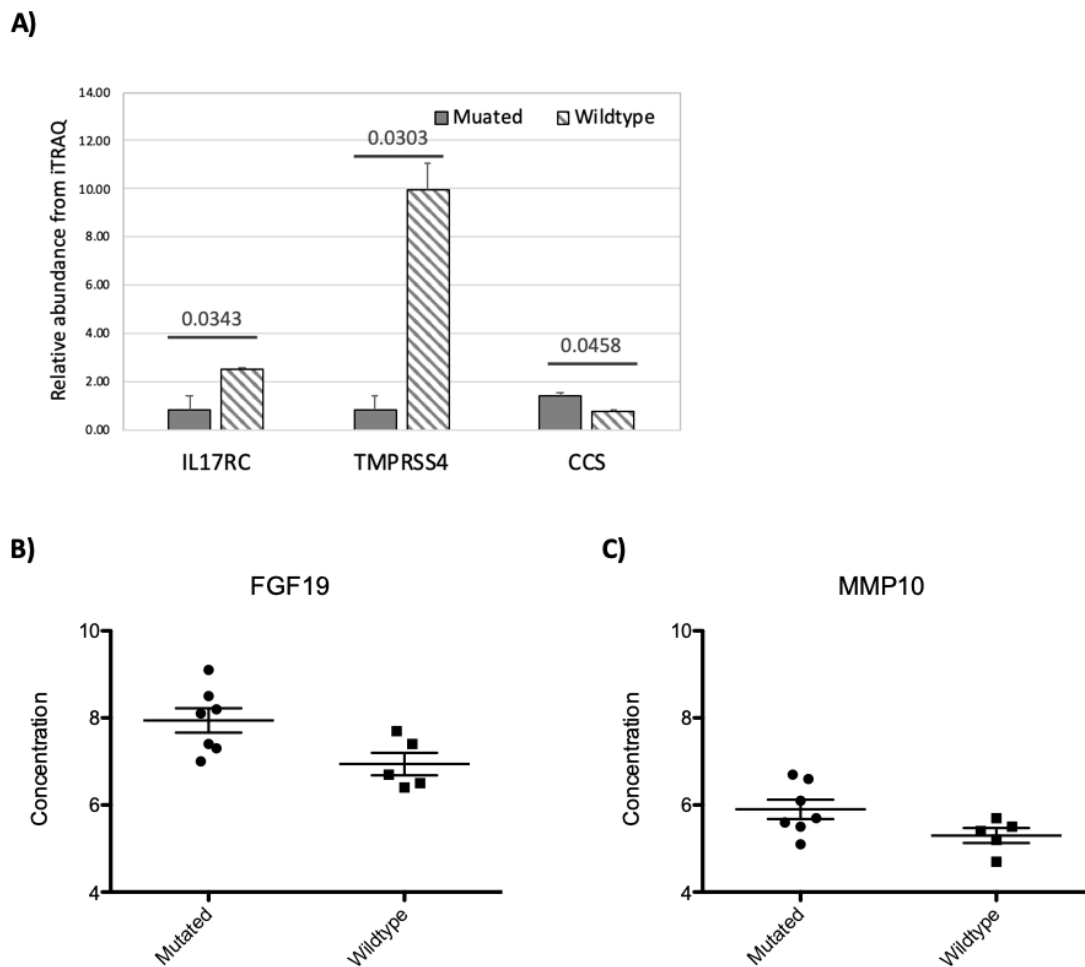 A)
Relative abundance from iTRAQ
14.00
12.00
10.00
8.00
6.00
4.00
2.00
0.00
Muated
Wildtype
0.0343
0.0303
0.0458
IL17RC
TMPRSS4
CCS
B)
FGF19
Concentration
10
8
6
4
Mutated
Wildtype
C)
MMP10
Concentration
10
8
6
4
Mutated
Wildtype